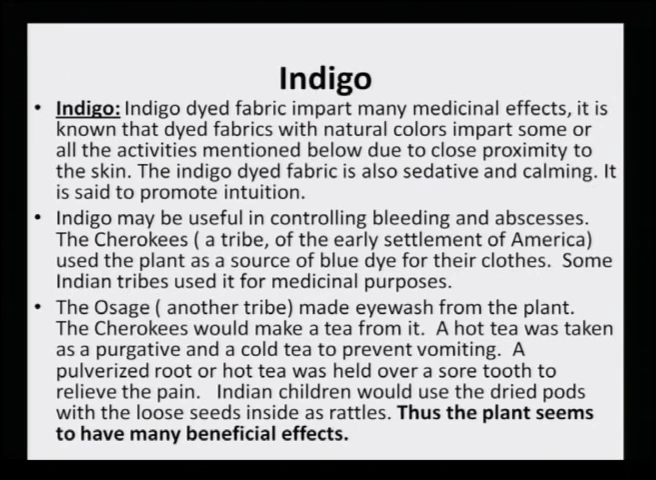 Indigo
• Indigo: Indigo dyed fabric impart many medicinal effects, it is
known that dyed fabrics with natural colors impart some or
all the activities mentioned below due to close proximity to
the skin. The indigo dyed fabric is also sedative and calming. It
is said to promote intuition.
• Indigo may be useful in controlling bleeding and abscesses.
The Cherokees ( a tribe, of the early settlement of America)
used the plant as a source of blue dye for their clothes. Some
Indian tribes used it for medicinal purposes.
• The Osage ( another tribe) made eyewash from the plant.
The Cherokees would make a tea from it. A hot tea was taken
as a purgative and a cold tea to prevent vomiting. A
pulverized root or hot tea was held over a sore tooth to
relieve the pain. Indian children would use the dried pods
with the loose seeds inside as rattles. Thus the plant seems
to have many beneficial effects.